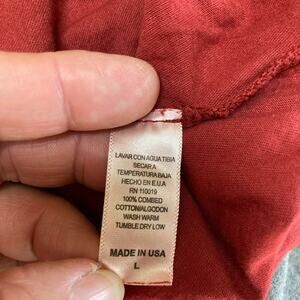 LAVAR CON AGUA TIBIA
SECAR A
TEMPERATURA BAJA
HECHO EN E.U.A
RN 110019
100% COMBED
COTTON/ALGODON
WASH WARM
TUMBLE DRY LOW
MADE IN USA
L